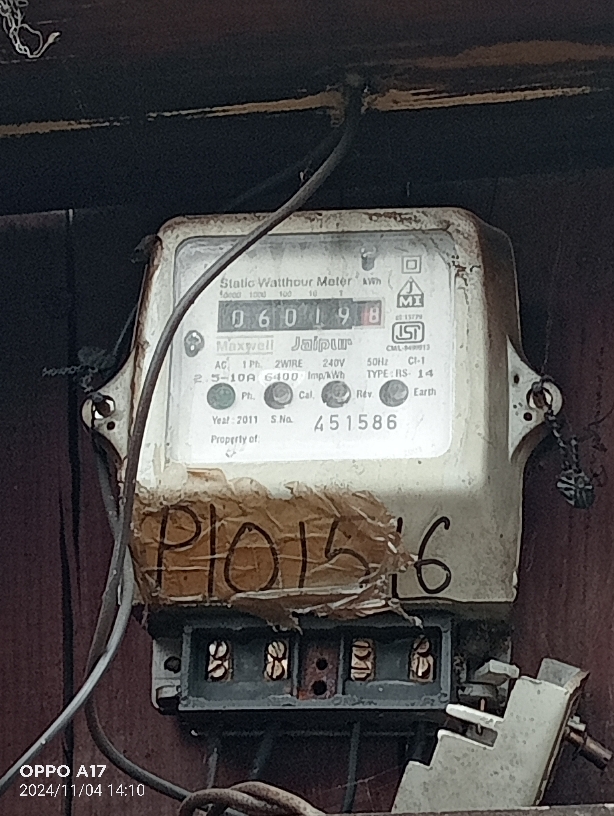 Static Watthour Meter kWh
10000 1000 100 10 1
0 6 0 1 9 8
Maxwell Jaipur
AC 1 Ph. 2WIRE 240V 50Hz Cl-1
2.5-10A 6400 Imp/kWh TYPE : RS- 14
Ph. Cal. Rev. Earth
Year : 2011 S.No. 451586
Property of:
P101516
OPPO A17
2024/11/04 14:10